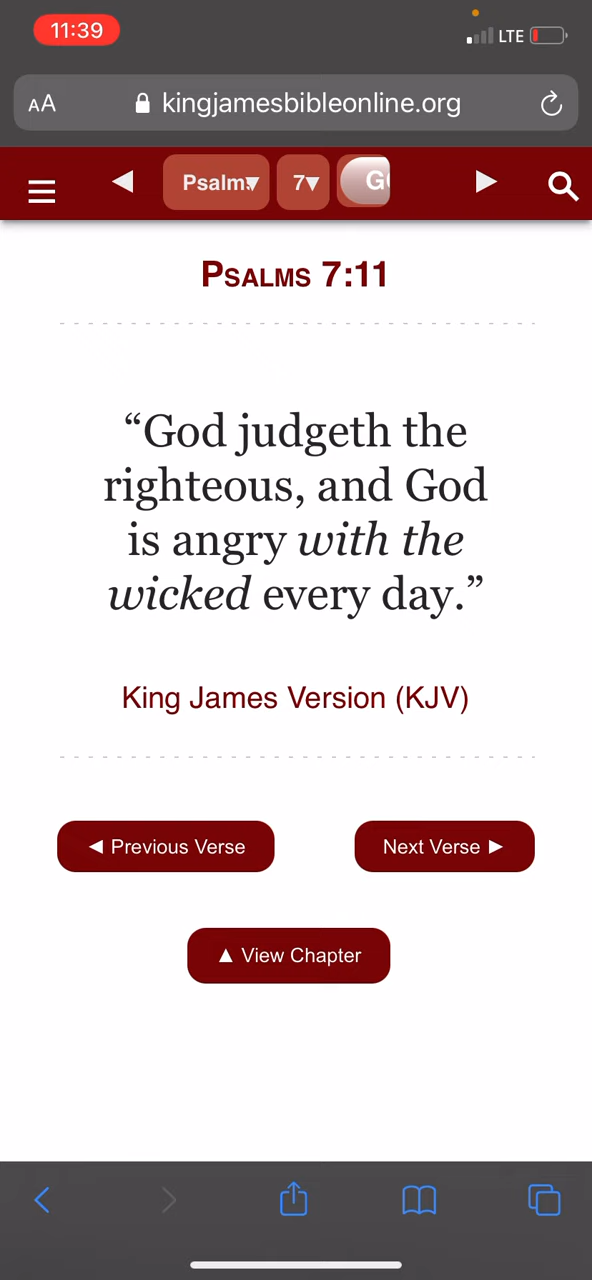 11:39
LTE
AA kingjamesbibleonline.org
Psalms 7
PSALMS 7:11
“God judgeth the
righteous, and God
is angry with the
wicked every day.”
King James Version (KJV)
◄ Previous Verse Next Verse ►
▲ View Chapter